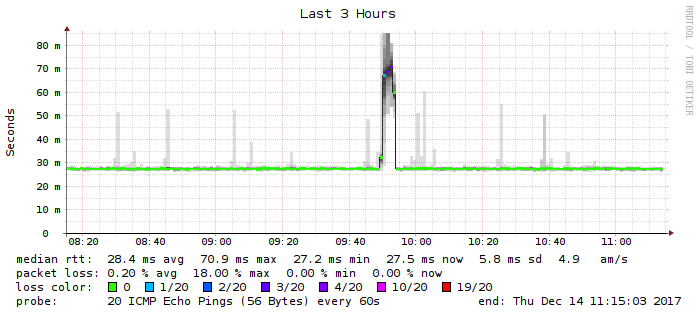 Last 3 Hours
RRDTOOL / TOBI OETIKER
Seconds
80 m
70 m
60 m
50 m
40 m
30 m
20 m
10 m
0
08:20 08:40 09:00 09:20 09:40 10:00 10:20 10:40 11:00
median rtt: 28.4 ms avg 70.9 ms max 27.2 ms min 27.5 ms now 5.8 ms sd 4.9 am/s
packet loss: 0.20 % avg 18.00 % max 0.00 % min 0.00 % now
loss color: 0 1/20 2/20 3/20 4/20 10/20 19/20
probe: 20 ICMP Echo Pings (56 Bytes) every 60s end: Thu Dec 14 11:15:03 2017